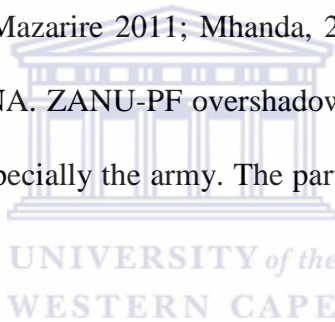 Mazarire 2011; Mhanda, 2
NA. ZANU-PF overshadow
pecially the army. The par
UNIVERSITY of the
WESTERN CAPE